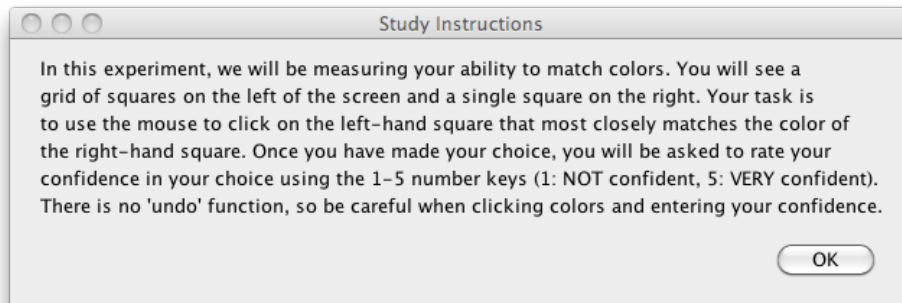 Study Instructions
In this experiment, we will be measuring your ability to match colors. You will see a
grid of squares on the left of the screen and a single square on the right. Your task is
to use the mouse to click on the left-hand square that most closely matches the color of
the right-hand square. Once you have made your choice, you will be asked to rate your
confidence in your choice using the 1-5 number keys (1: NOT confident, 5: VERY confident).
There is no 'undo' function, so be careful when clicking colors and entering your confidence.
OK